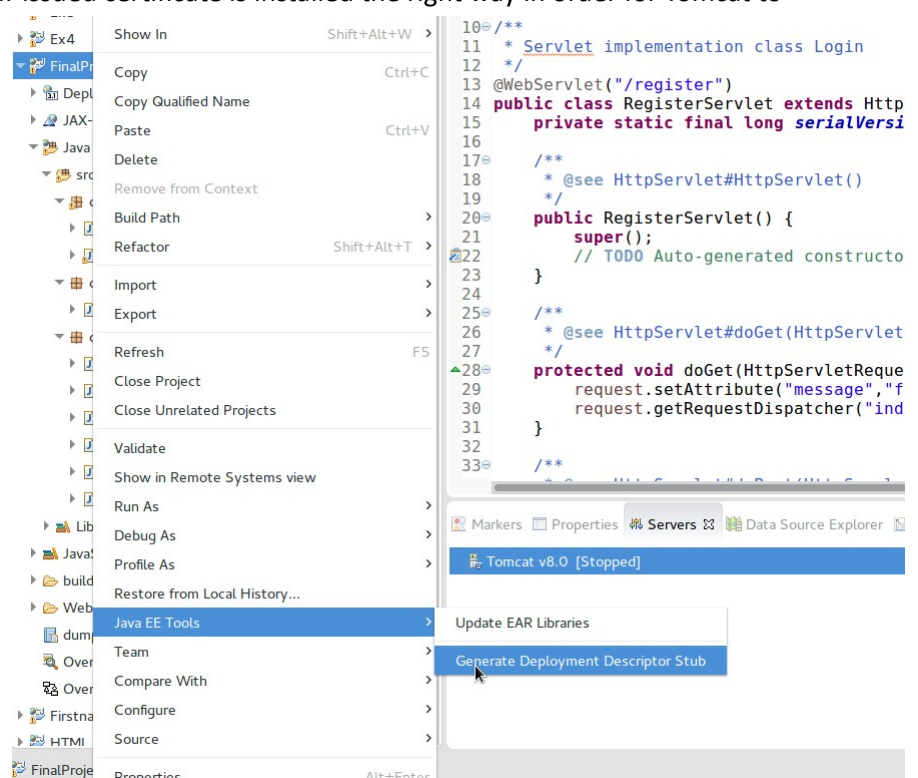 issued certificate is installed the right way in order for Tomcat to
Ex4
FinalPr
Depl
JAX-
Java
src
Lib
JavaS
build
Web
dump
Over
Over
Firstna
HTML
FinalProje
Show In Shift+Alt+W
Copy Ctrl+C
Copy Qualified Name
Paste Ctrl+V
Delete
Remove from Context
Build Path
Refactor Shift+Alt+T
Import
Export
Refresh F5
Close Project
Close Unrelated Projects
Validate
Show in Remote Systems view
Run As
Debug As
Profile As
Restore from Local History...
Java EE Tools
Team
Compare With
Configure
Source
Properties Alt+Enter
Update EAR Libraries
Generate Deployment Descriptor Stub
10 /**
11 * Servlet implementation class Login
12 */
13 @WebServlet("/register")
14 public class RegisterServlet extends Http
15 private static final long serialVersi
16
17 /**
18 * @see HttpServlet#HttpServlet()
19 */
20 public RegisterServlet() {
21 super();
22 // TODO Auto-generated constructo
23 }
24
25 /**
26 * @see HttpServlet#doGet(HttpServlet
27 */
28 protected void doGet(HttpServletReque
29 request.setAttribute("message","f
30 request.getRequestDispatcher("ind
31 }
32
33 /**
Markers Properties Servers Data Source Explorer
Tomcat v8.0 [Stopped]